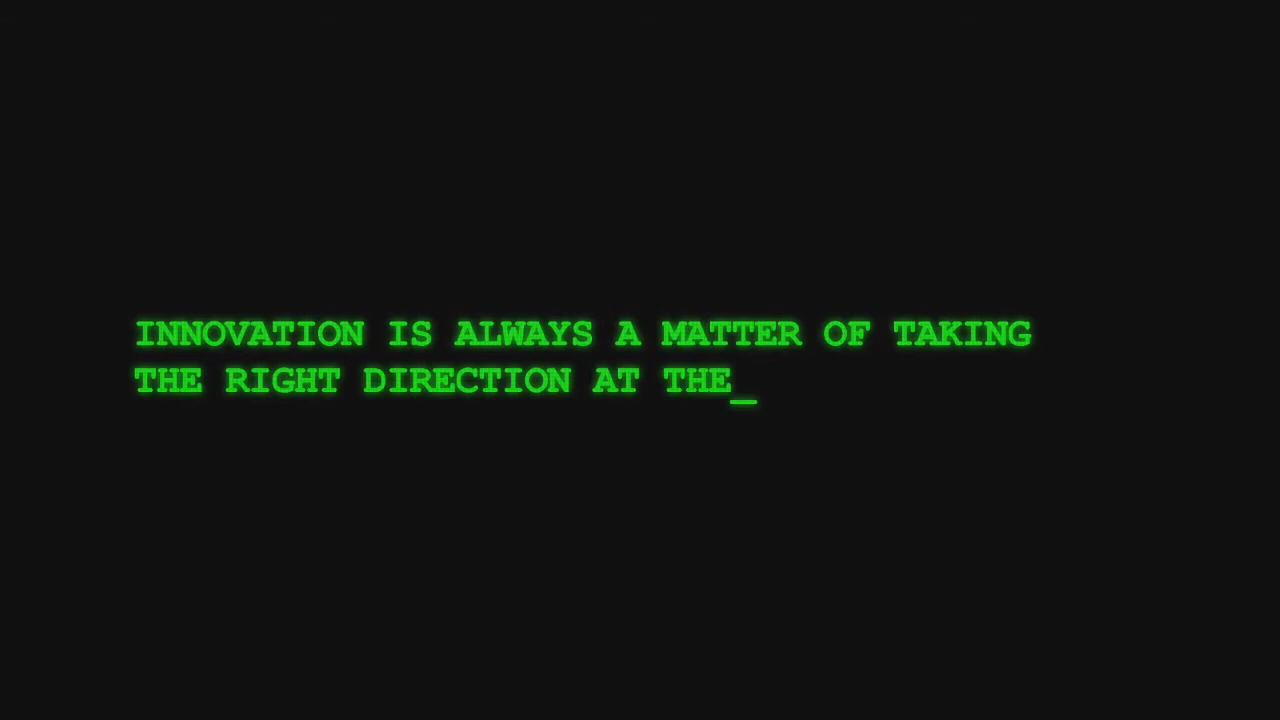 INNOVATION IS ALWAYS A MATTER OF TAKING
THE RIGHT DIRECTION AT THE_